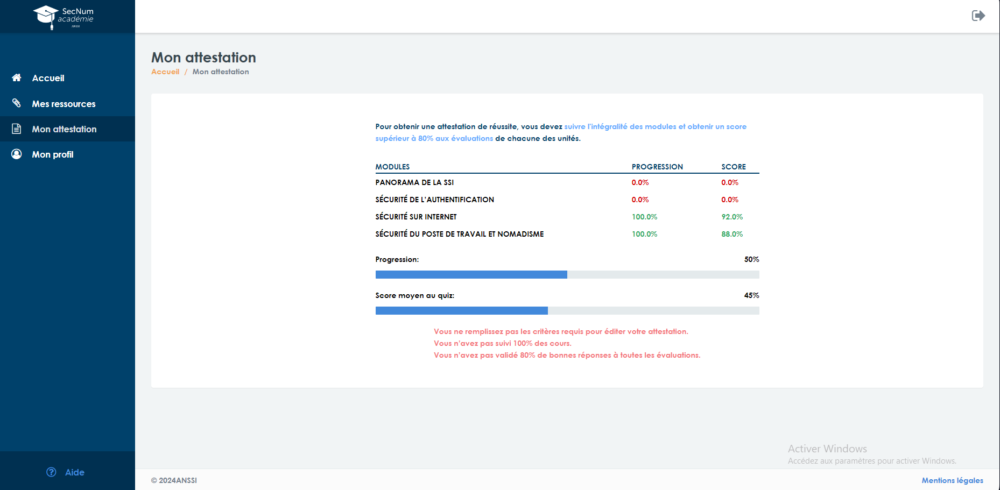 SecNum
académie
ANSSI
Accueil
Mes ressources
Mon attestation
Mon profil
Aide
Mon attestation
Accueil / Mon attestation
Pour obtenir une attestation de réussite, vous devez suivre l'intégralité des modules et obtenir un score
supérieur à 80% aux évaluations de chacune des unités.
MODULES PROGRESSION SCORE
PANORAMA DE LA SSI 0.0% 0.0%
SÉCURITÉ DE L'AUTHENTIFICATION 0.0% 0.0%
SÉCURITÉ SUR INTERNET 100.0% 92.0%
SÉCURITÉ DU POSTE DE TRAVAIL ET NOMADISME 100.0% 88.0%
Progression: 50%
Score moyen au quiz: 45%
Vous ne remplissez pas les critères requis pour éditer votre attestation.
Vous n'avez pas suivi 100% des cours.
Vous n'avez pas validé 80% de bonnes réponses à toutes les évaluations.
Activer Windows
Accédez aux paramètres pour activer Windows.
© 2024ANSSI Mentions légales